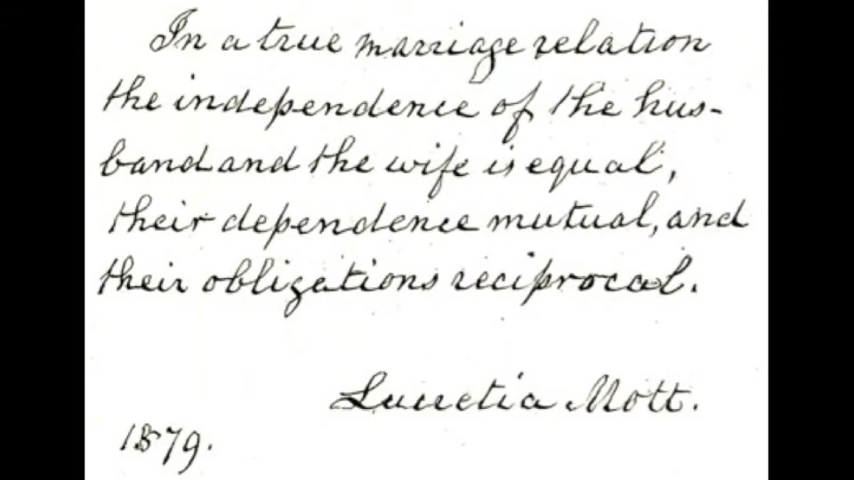 In a true marriage relation
the independence of the hus-
band and the wife is equal,
their dependence mutual, and
their obligations reciprocal.
Lucretia Mott.
1879.